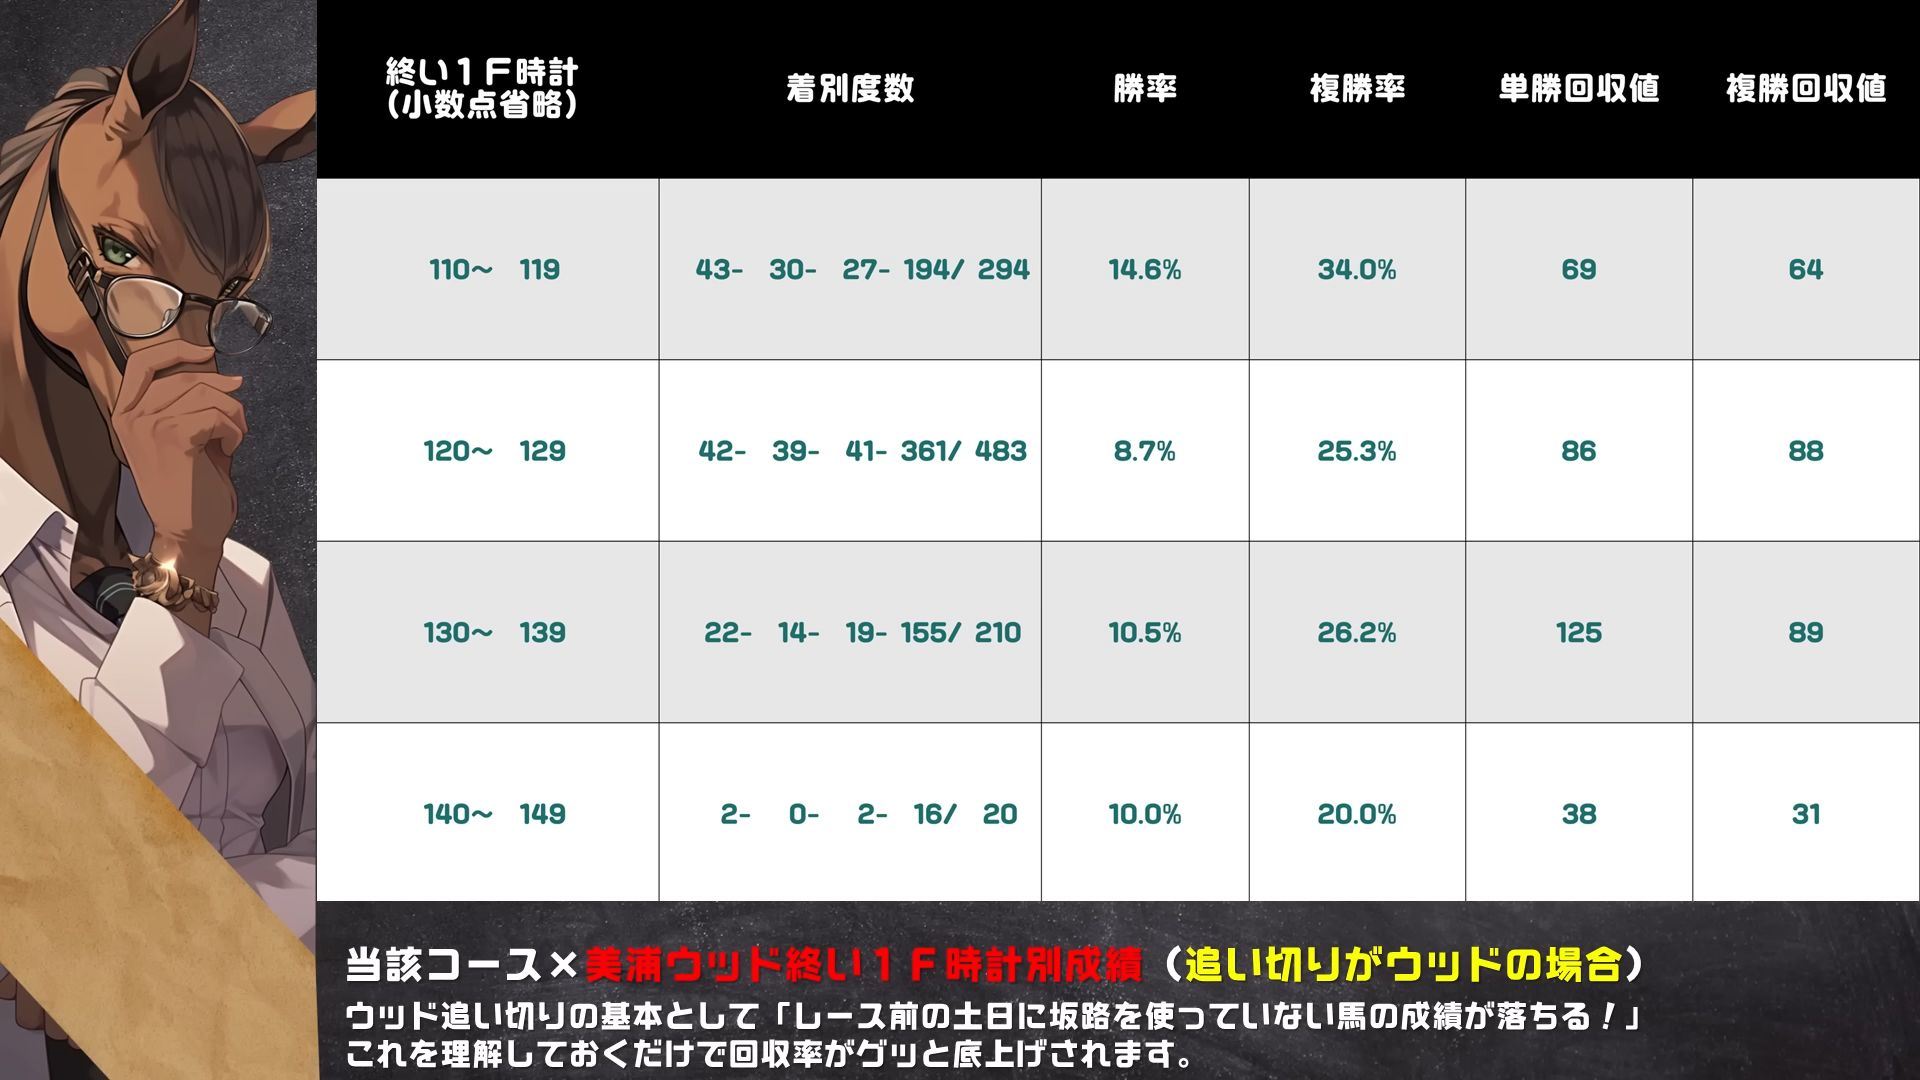 終い１Ｆ時計 着別度数 勝率 複勝率 単勝回収値 複勝回収値
（小数点省略）
110～ 119 43- 30- 27- 194/ 294 14.6% 34.0% 69 64
120～ 129 42- 39- 41- 361/ 483 8.7% 25.3% 86 88
130～ 139 22- 14- 19- 155/ 210 10.5% 26.2% 125 89
140～ 149 2- 0- 2- 16/ 20 10.0% 20.0% 38 31
当該コース×美浦ウッド終い１Ｆ時計別成績（追い切りがウッドの場合）
ウッド追い切りの基本として「レース前の土日に坂路を使っていない馬の成績が落ちる！」
これを理解しておくだけで回収率がグッと底上げされます。